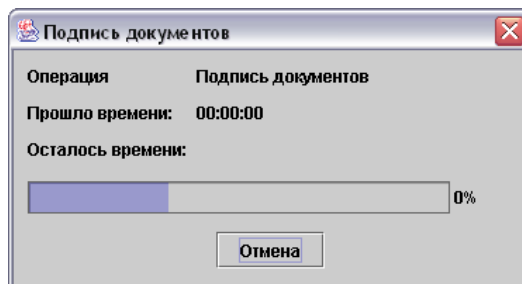 Подпись документов
Операция Подпись документов
Прошло времени: 00:00:00
Осталось времени:
0%
Отмена